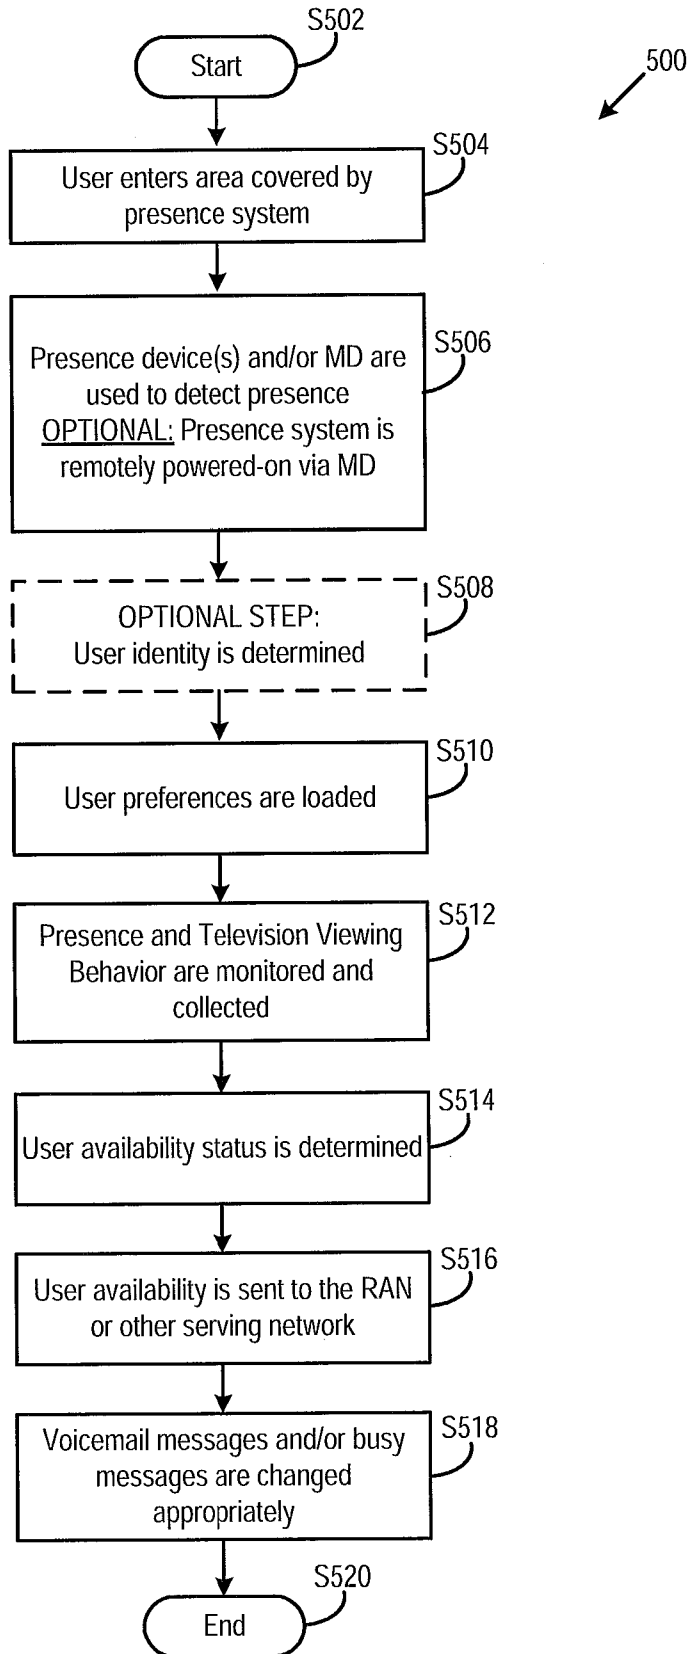 S502
Start
500
S504
User enters area covered by
presence system
S506
Presence device(s) and/or MD are
used to detect presence
OPTIONAL: Presence system is
remotely powered-on via MD
S508
OPTIONAL STEP:
User identity is determined
S510
User preferences are loaded
S512
Presence and Television Viewing
Behavior are monitored and
collected
S514
User availability status is determined
S516
User availability is sent to the RAN
or other serving network
S518
Voicemail messages and/or busy
messages are changed
appropriately
S520
End